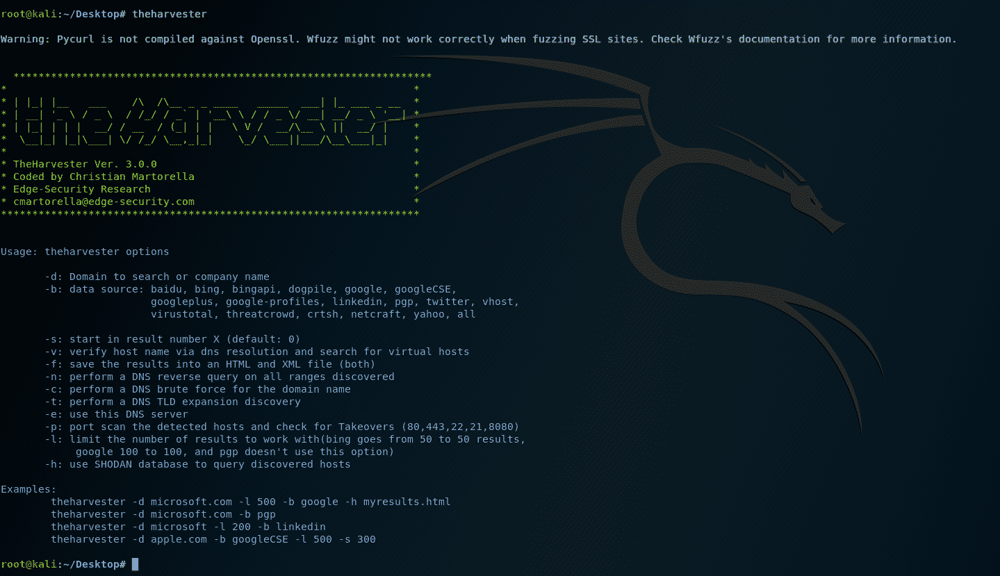 root@kali:~/Desktop# theharvester
Warning: Pycurl is not compiled against Openssl. Wfuzz might not work correctly when fuzzing SSL sites. Check Wfuzz's documentation for more information.
*******************************************************************
*                                                                 *
* | |_| |__   ___    /\  /\__ _ _ ____   _____  ___| |_ ___ _ __  *
* | __| '_ \ / _ \  / /_/ / _` | '__\ \ / / _ \/ __| __/ _ \ '__| *
* | |_| | | |  __/ / __  / (_| | |   \ V /  __/\__ \ ||  __/ |    *
*  \__|_| |_|\___| \/ /_/ \__,_|_|    \_/ \___||___/\__\___|_|    *
*                                                                 *
* TheHarvester Ver. 3.0.0                                         *
* Coded by Christian Martorella                                   *
* Edge-Security Research                                          *
* cmartorella@edge-security.com                                   *
*******************************************************************
Usage: theharvester options
-d: Domain to search or company name
-b: data source: baidu, bing, bingapi, dogpile, google, googleCSE,
googleplus, google-profiles, linkedin, pgp, twitter, vhost,
virustotal, threatcrowd, crtsh, netcraft, yahoo, all
-s: start in result number X (default: 0)
-v: verify host name via dns resolution and search for virtual hosts
-f: save the results into an HTML and XML file (both)
-n: perform a DNS reverse query on all ranges discovered
-c: perform a DNS brute force for the domain name
-t: perform a DNS TLD expansion discovery
-e: use this DNS server
-p: port scan the detected hosts and check for Takeovers (80,443,22,21,8080)
-l: limit the number of results to work with(bing goes from 50 to 50 results,
google 100 to 100, and pgp doesn't use this option)
-h: use SHODAN database to query discovered hosts
Examples:
theharvester -d microsoft.com -l 500 -b google -h myresults.html
theharvester -d microsoft.com -b pgp
theharvester -d microsoft -l 200 -b linkedin
theharvester -d apple.com -b googleCSE -l 500 -s 300
root@kali:~/Desktop#